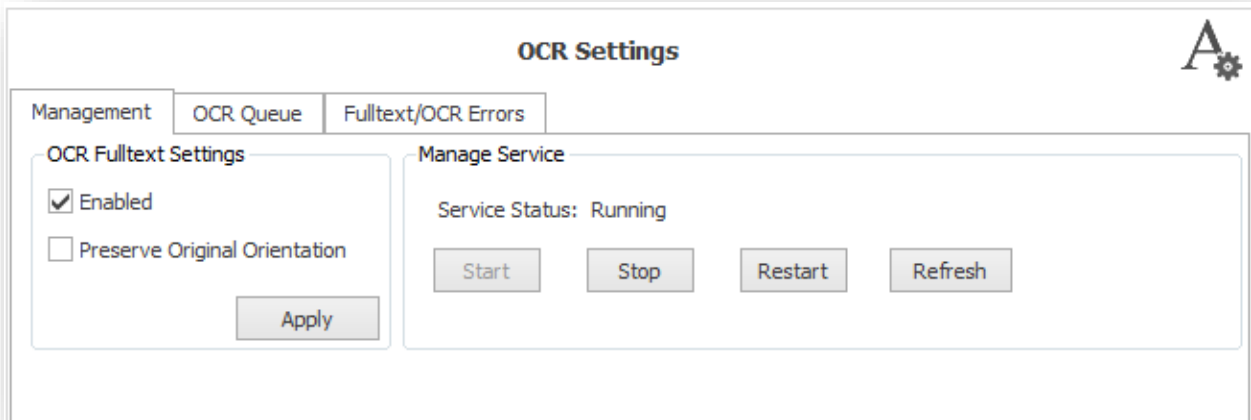 OCR Settings
Management OCR Queue Fulltext/OCR Errors
OCR Fulltext Settings
Enabled
Preserve Original Orientation
Apply
Manage Service
Service Status: Running
Start Stop Restart Refresh